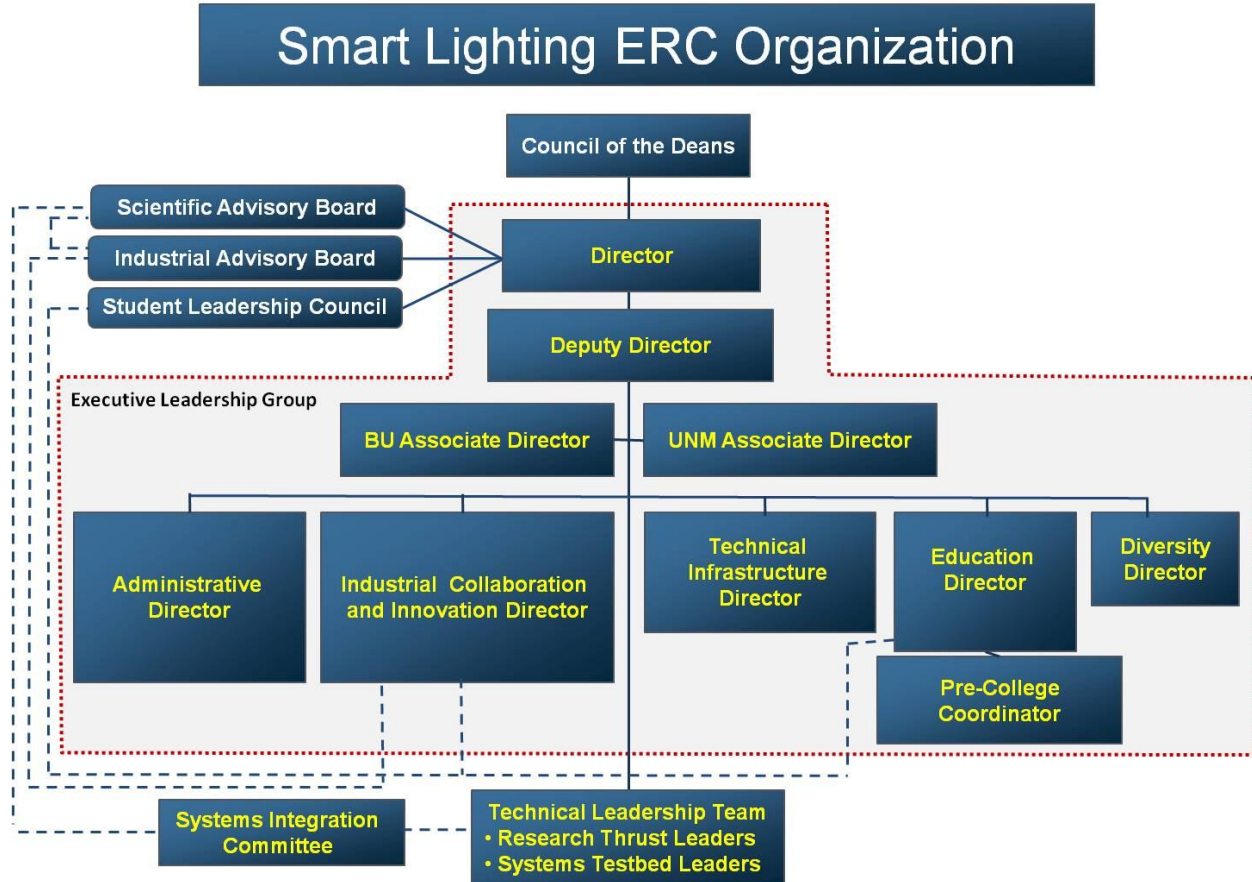 Smart Lighting ERC Organization
Council of the Deans
Scientific Advisory Board
Industrial Advisory Board
Student Leadership Council
Director
Deputy Director
Executive Leadership Group
BU Associate Director
UNM Associate Director
Administrative
Director
Industrial Collaboration
and Innovation Director
Technical
Infrastructure
Director
Education
Director
Diversity
Director
Pre-College
Coordinator
Systems Integration
Committee
Technical Leadership Team
• Research Thrust Leaders
• Systems Testbed Leaders